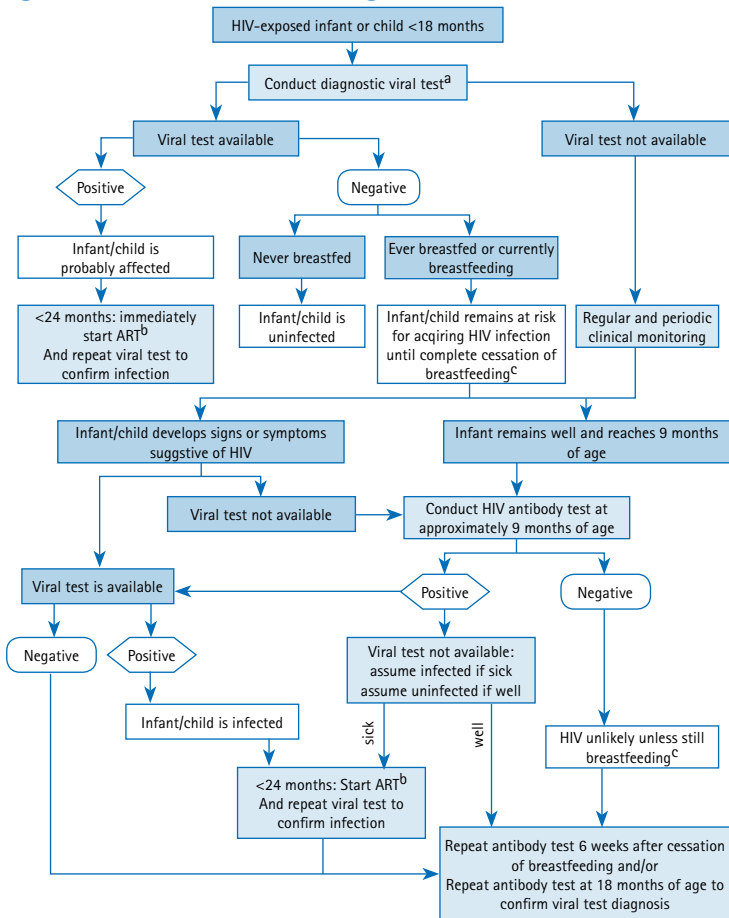 HIV-exposed infant or child <18 months
Conduct diagnostic viral testa
Viral test available
Viral test not available
Positive
Negative
Infant/child is
probably affected
Never breastfed
Ever breastfed or currently
breastfeeding
<24 months: immediately
start ARTb
And repeat viral test to
confirm infection
Infant/child is
uninfected
Infant/child remains at risk
for acqiring HIV infection
until complete cessation of
breastfeedingc
Regular and periodic
clinical monitoring
Infant/child develops signs or symptoms
suggstive of HIV
Infant remains well and reaches 9 months
of age
Viral test not available
Conduct HIV antibody test at
approximately 9 months of age
Viral test is available
Positive
Negative
Negative
Positive
Viral test not available:
assume infected if sick
assume uninfected if well
Infant/child is infected
sick
well
HIV unlikely unless still
breastfeedingc
<24 months: Start ARTb
And repeat viral test to
confirm infection
Repeat antibody test 6 weeks after cessation
of breastfeeding and/or
Repeat antibody test at 18 months of age to
confirm viral test diagnosis